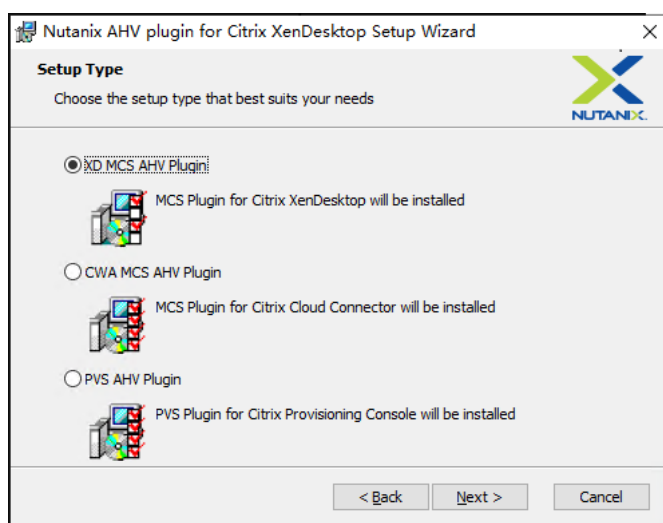 Nutanix AHV plugin for Citrix XenDesktop Setup Wizard
Setup Type
Choose the setup type that best suits your needs
NUTANIX.
XD MCS AHV Plugin
MCS Plugin for Citrix XenDesktop will be installed
CWA MCS AHV Plugin
MCS Plugin for Citrix Cloud Connector will be installed
PVS AHV Plugin
PVS Plugin for Citrix Provisioning Console will be installed
< Back Next > Cancel